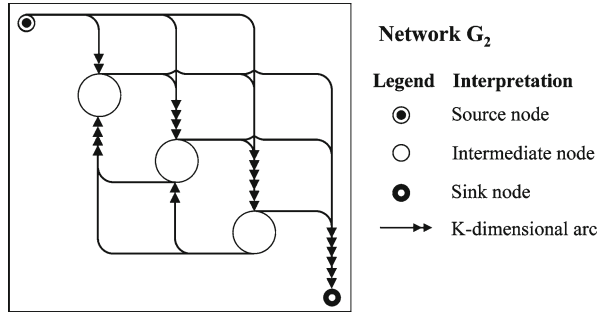 Network G₂
Legend Interpretation
Source node
Intermediate node
Sink node
K-dimensional arc